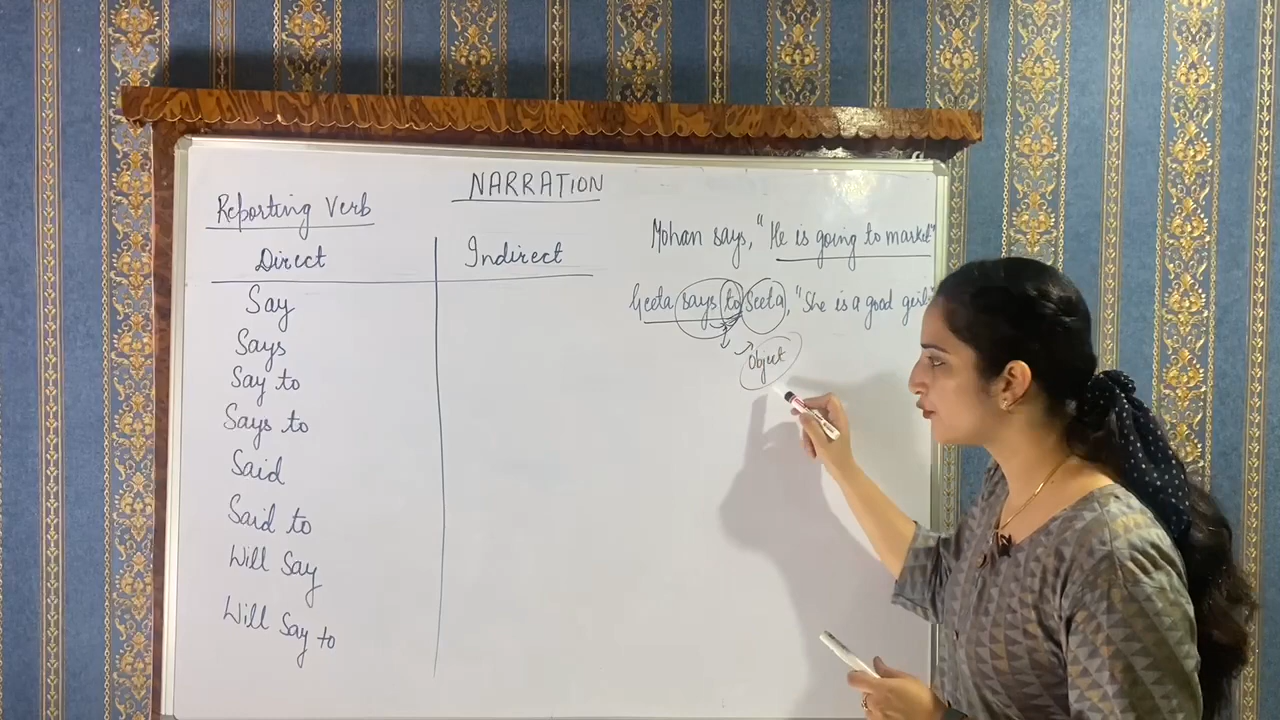 NARRATION
Reporting Verb
Direct
Indirect
Say
Says
Say to
Says to
Said
Said to
Will Say
Will Say to
Mohan says, "He is going to market"
Geeta says to Seeta, "She is a good girl"
Object